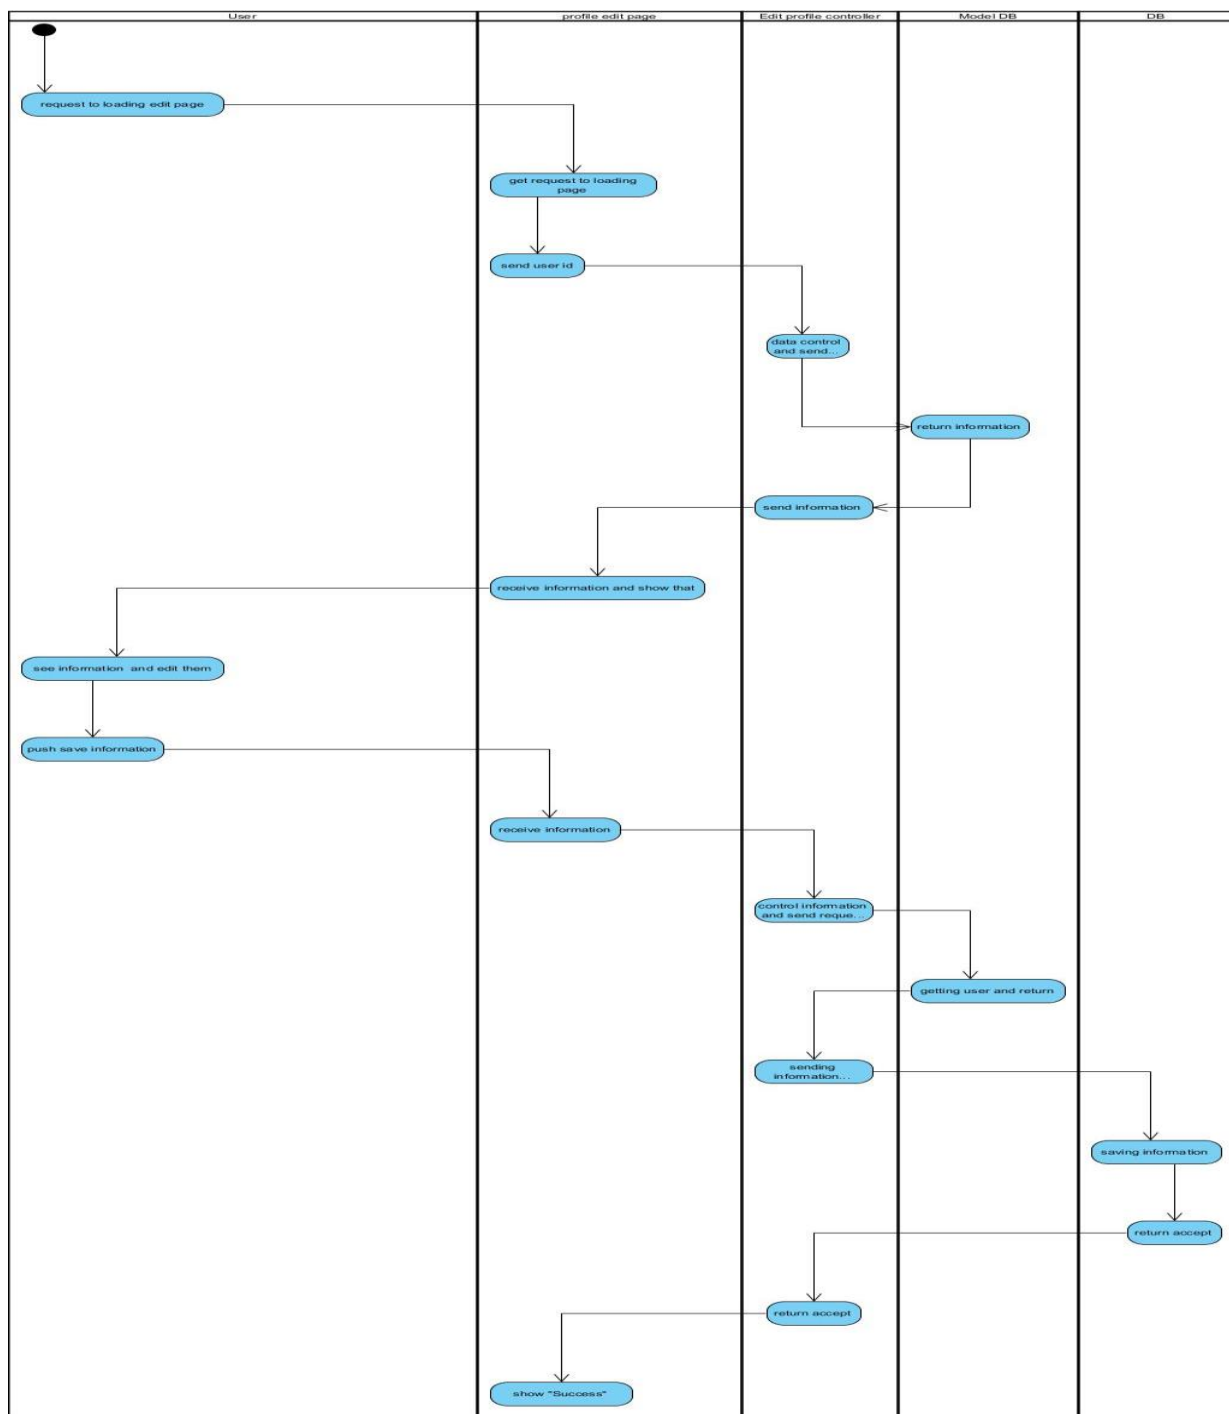 User
profile edit page
Edit profile controller
Model DB
DB
request to loading edit page
get request to loading
page
send user id
data control
and send...
return information
send information
receive information and show that
see information and edit them
push save information
receive information
control information
and send reque...
getting user and return
sending
information...
saving information
return accept
return accept
show "Success"